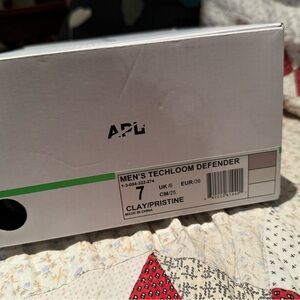 APL
MEN'S TECHLOOM DEFENDER
7
UK/6
EUR/39
CM/25
CLAY/PRISTINE
MADE IN CHINA